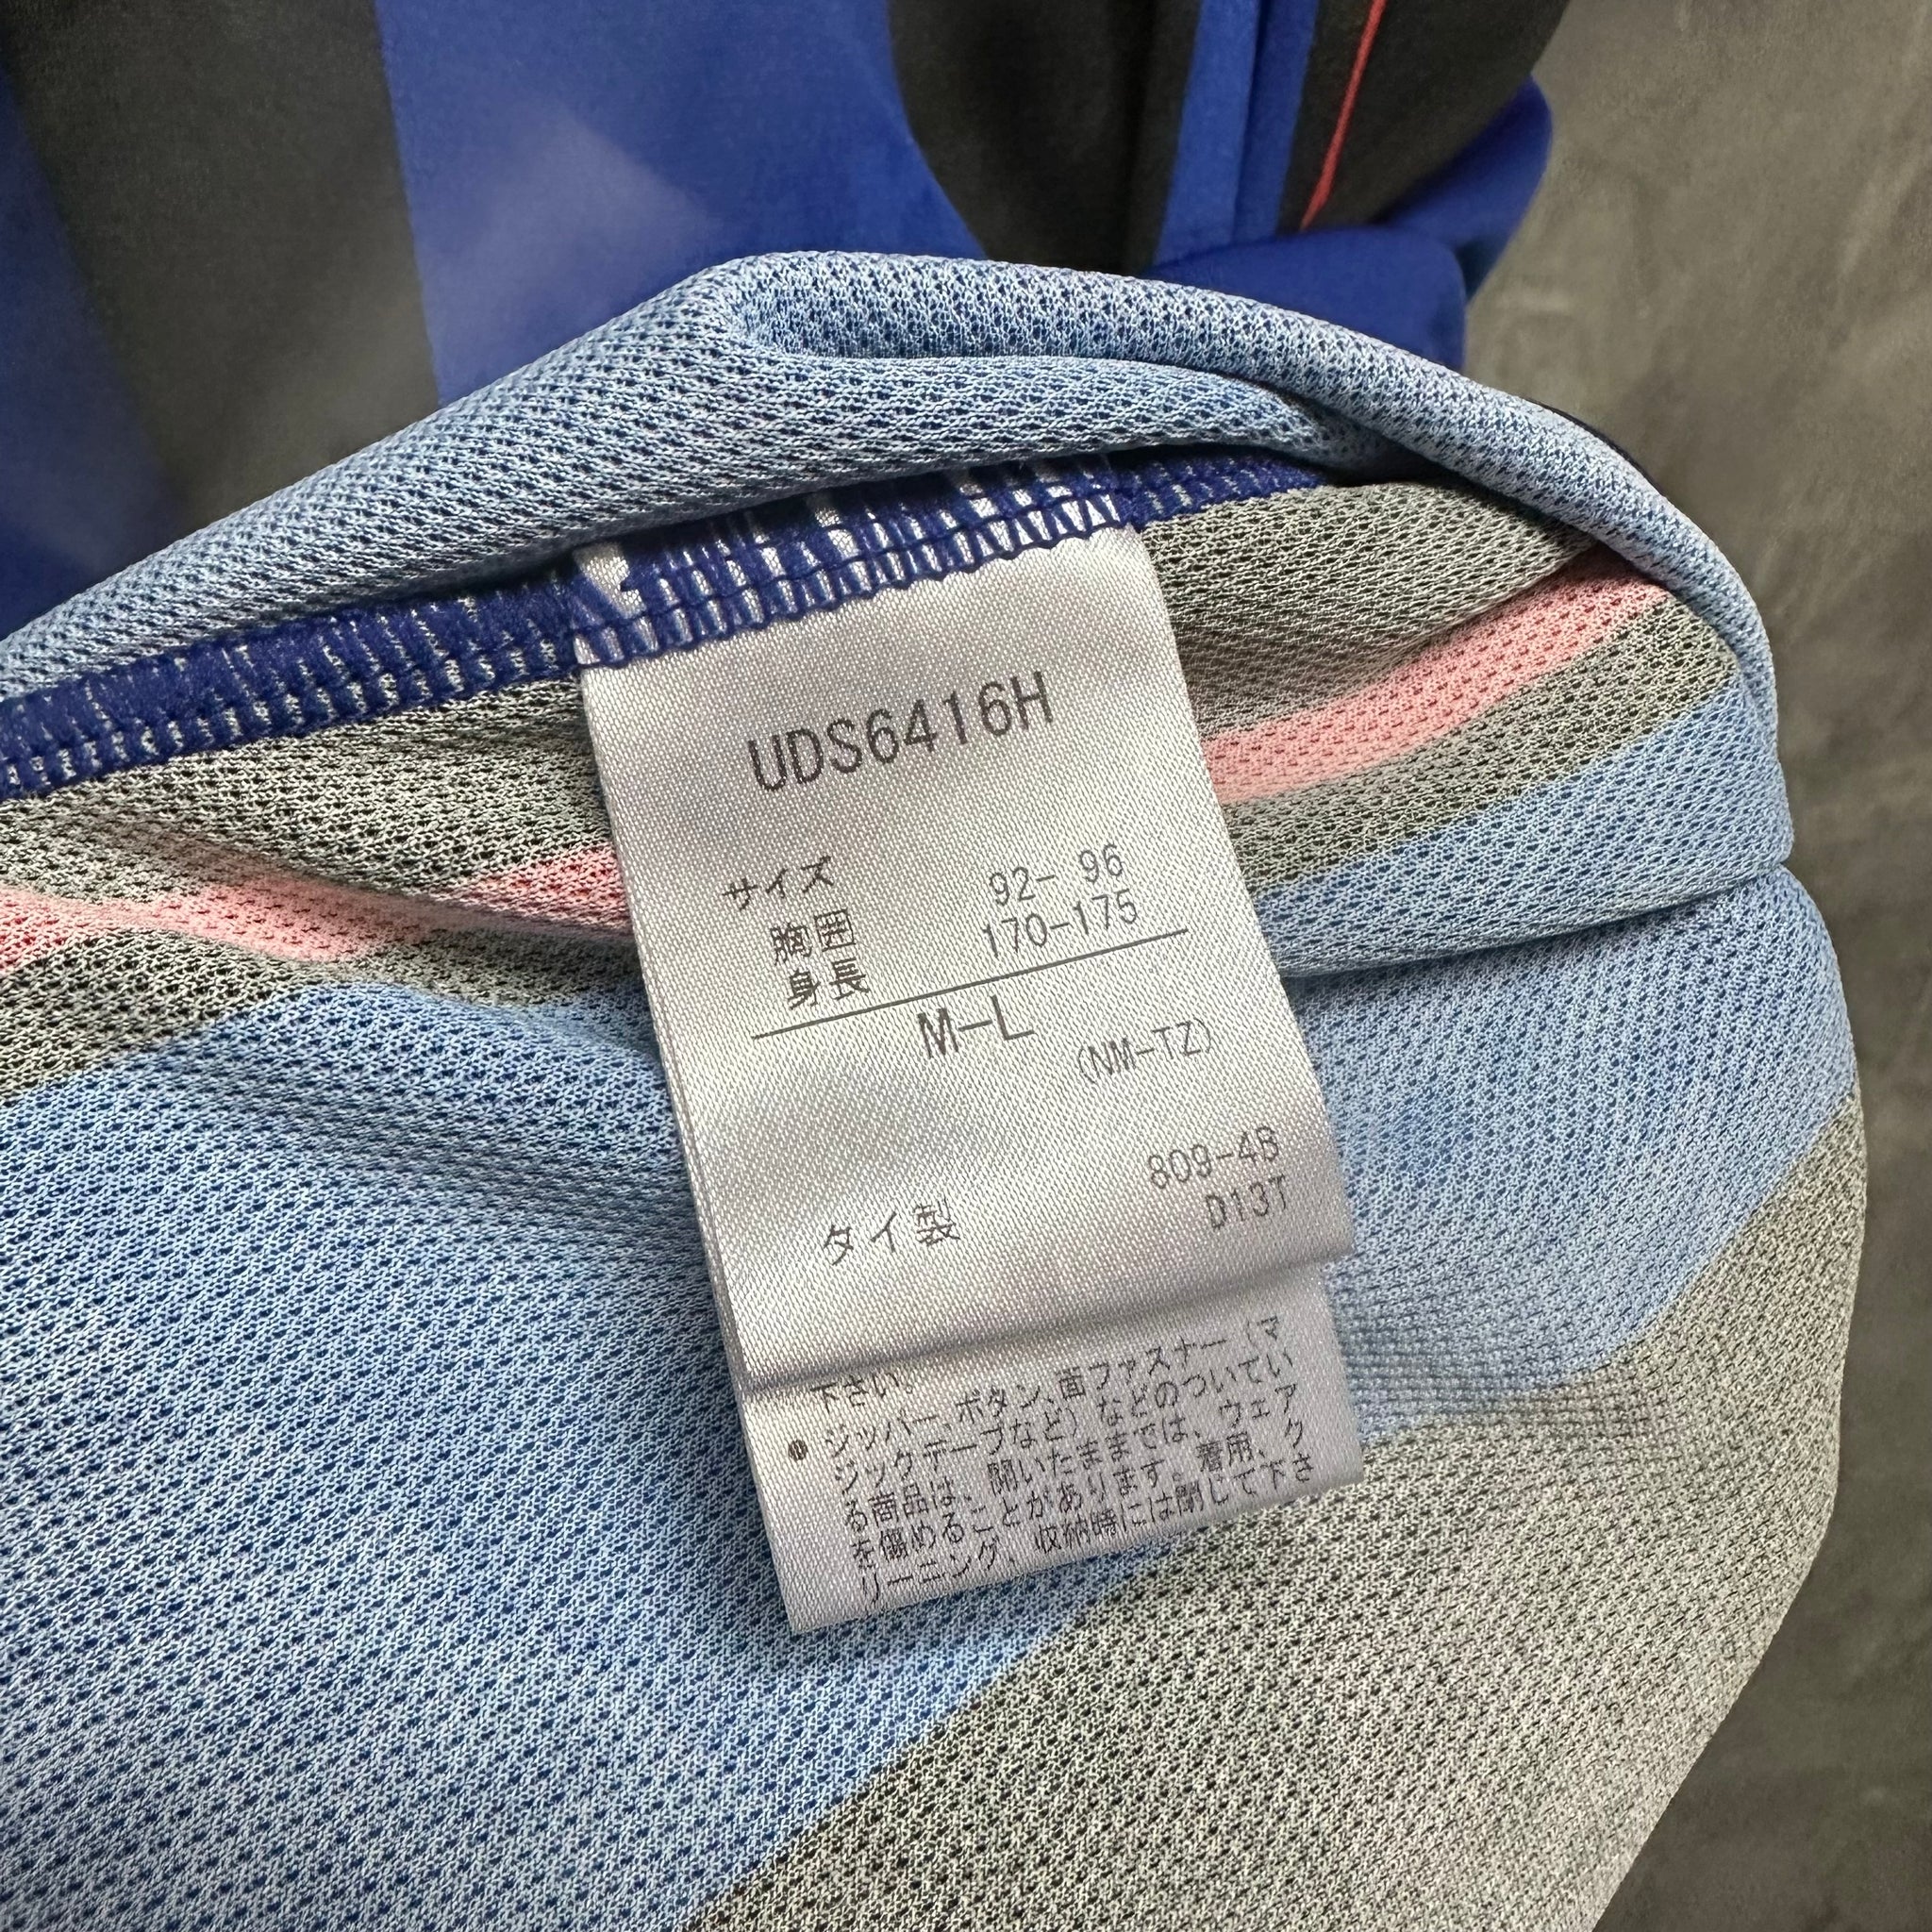 UDS6416H
サイズ
胸囲 92- 96
身長 170-175
M-L
(NM-TZ)
809-4B
タイ製 D13T
下さい。
● ジッパー、ボタン、面ファスナー(マ
ジックテープなど)などのついてい
る商品は、開いたままでは、ウェア
を傷めることがあります。着用、ク
リーニング、収納時には閉じて下さ